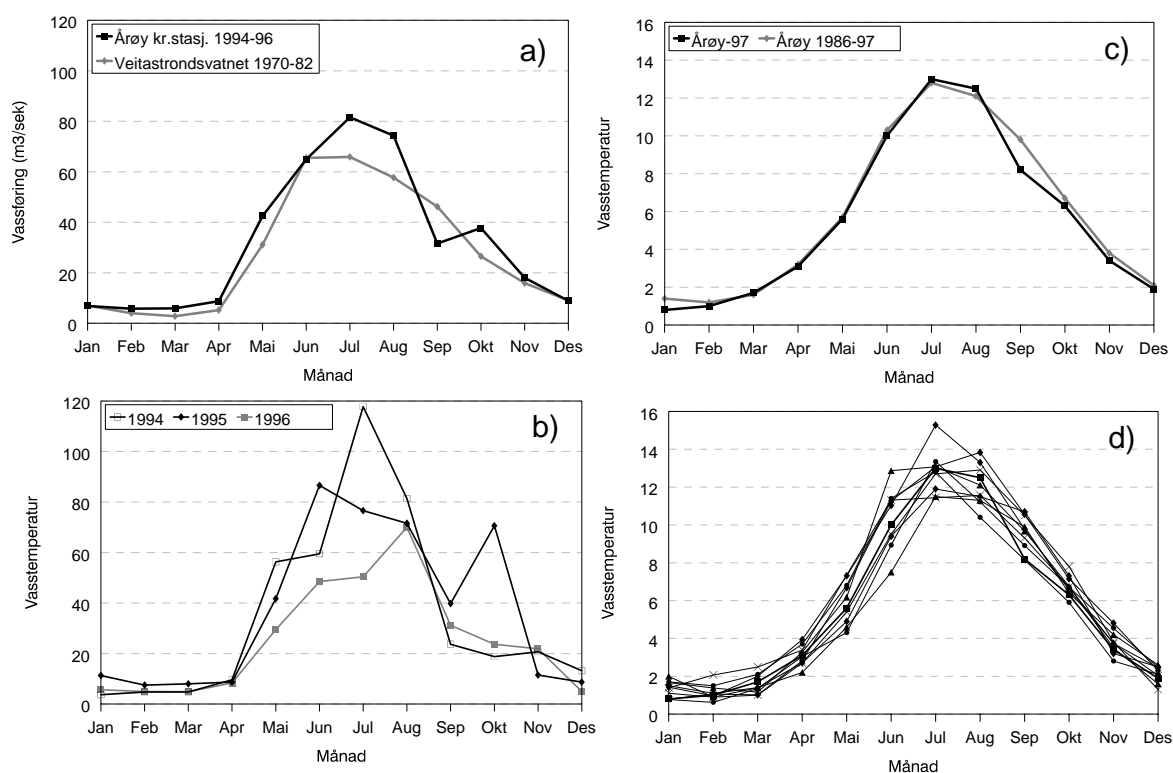 a)
Årøy kr.stasj. 1994-96
Veitastrondsvatnet 1970-82
Vassføring (m3/sek)
120
100
80
60
40
20
0
Jan Feb Mar Apr Mai Jun Jul Aug Sep Okt Nov Des
Månad
c)
Årøy-97 Årøy 1986-97
Vasstemperatur
16
14
12
10
8
6
4
2
0
Jan Feb Mar Apr Mai Jun Jul Aug Sep Okt Nov Des
Månad
b)
1994 1995 1996
Vasstemperatur
120
100
80
60
40
20
0
Jan Feb Mar Apr Mai Jun Jul Aug Sep Okt Nov Des
Månad
d)
Vasstemperatur
16
14
12
10
8
6
4
2
0
Jan Feb Mar Apr Mai Jun Jul Aug Sep Okt Nov Des
Månad